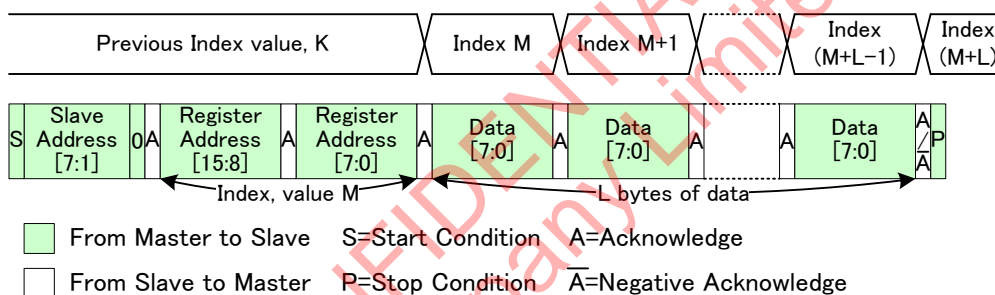 Previous Index value, K
Index M
Index M+1
Index
(M+L-1)
Index
(M+L)
S
Slave
Address
[7:1]
0
A
Register
Address
[15:8]
A
Register
Address
[7:0]
A
Data
[7:0]
A
Data
[7:0]
A
A
Data
[7:0]
A
/
A̅
P
Index, value M
L bytes of data
From Master to Slave S=Start Condition A=Acknowledge
From Slave to Master P=Stop Condition A̅=Negative Acknowledge